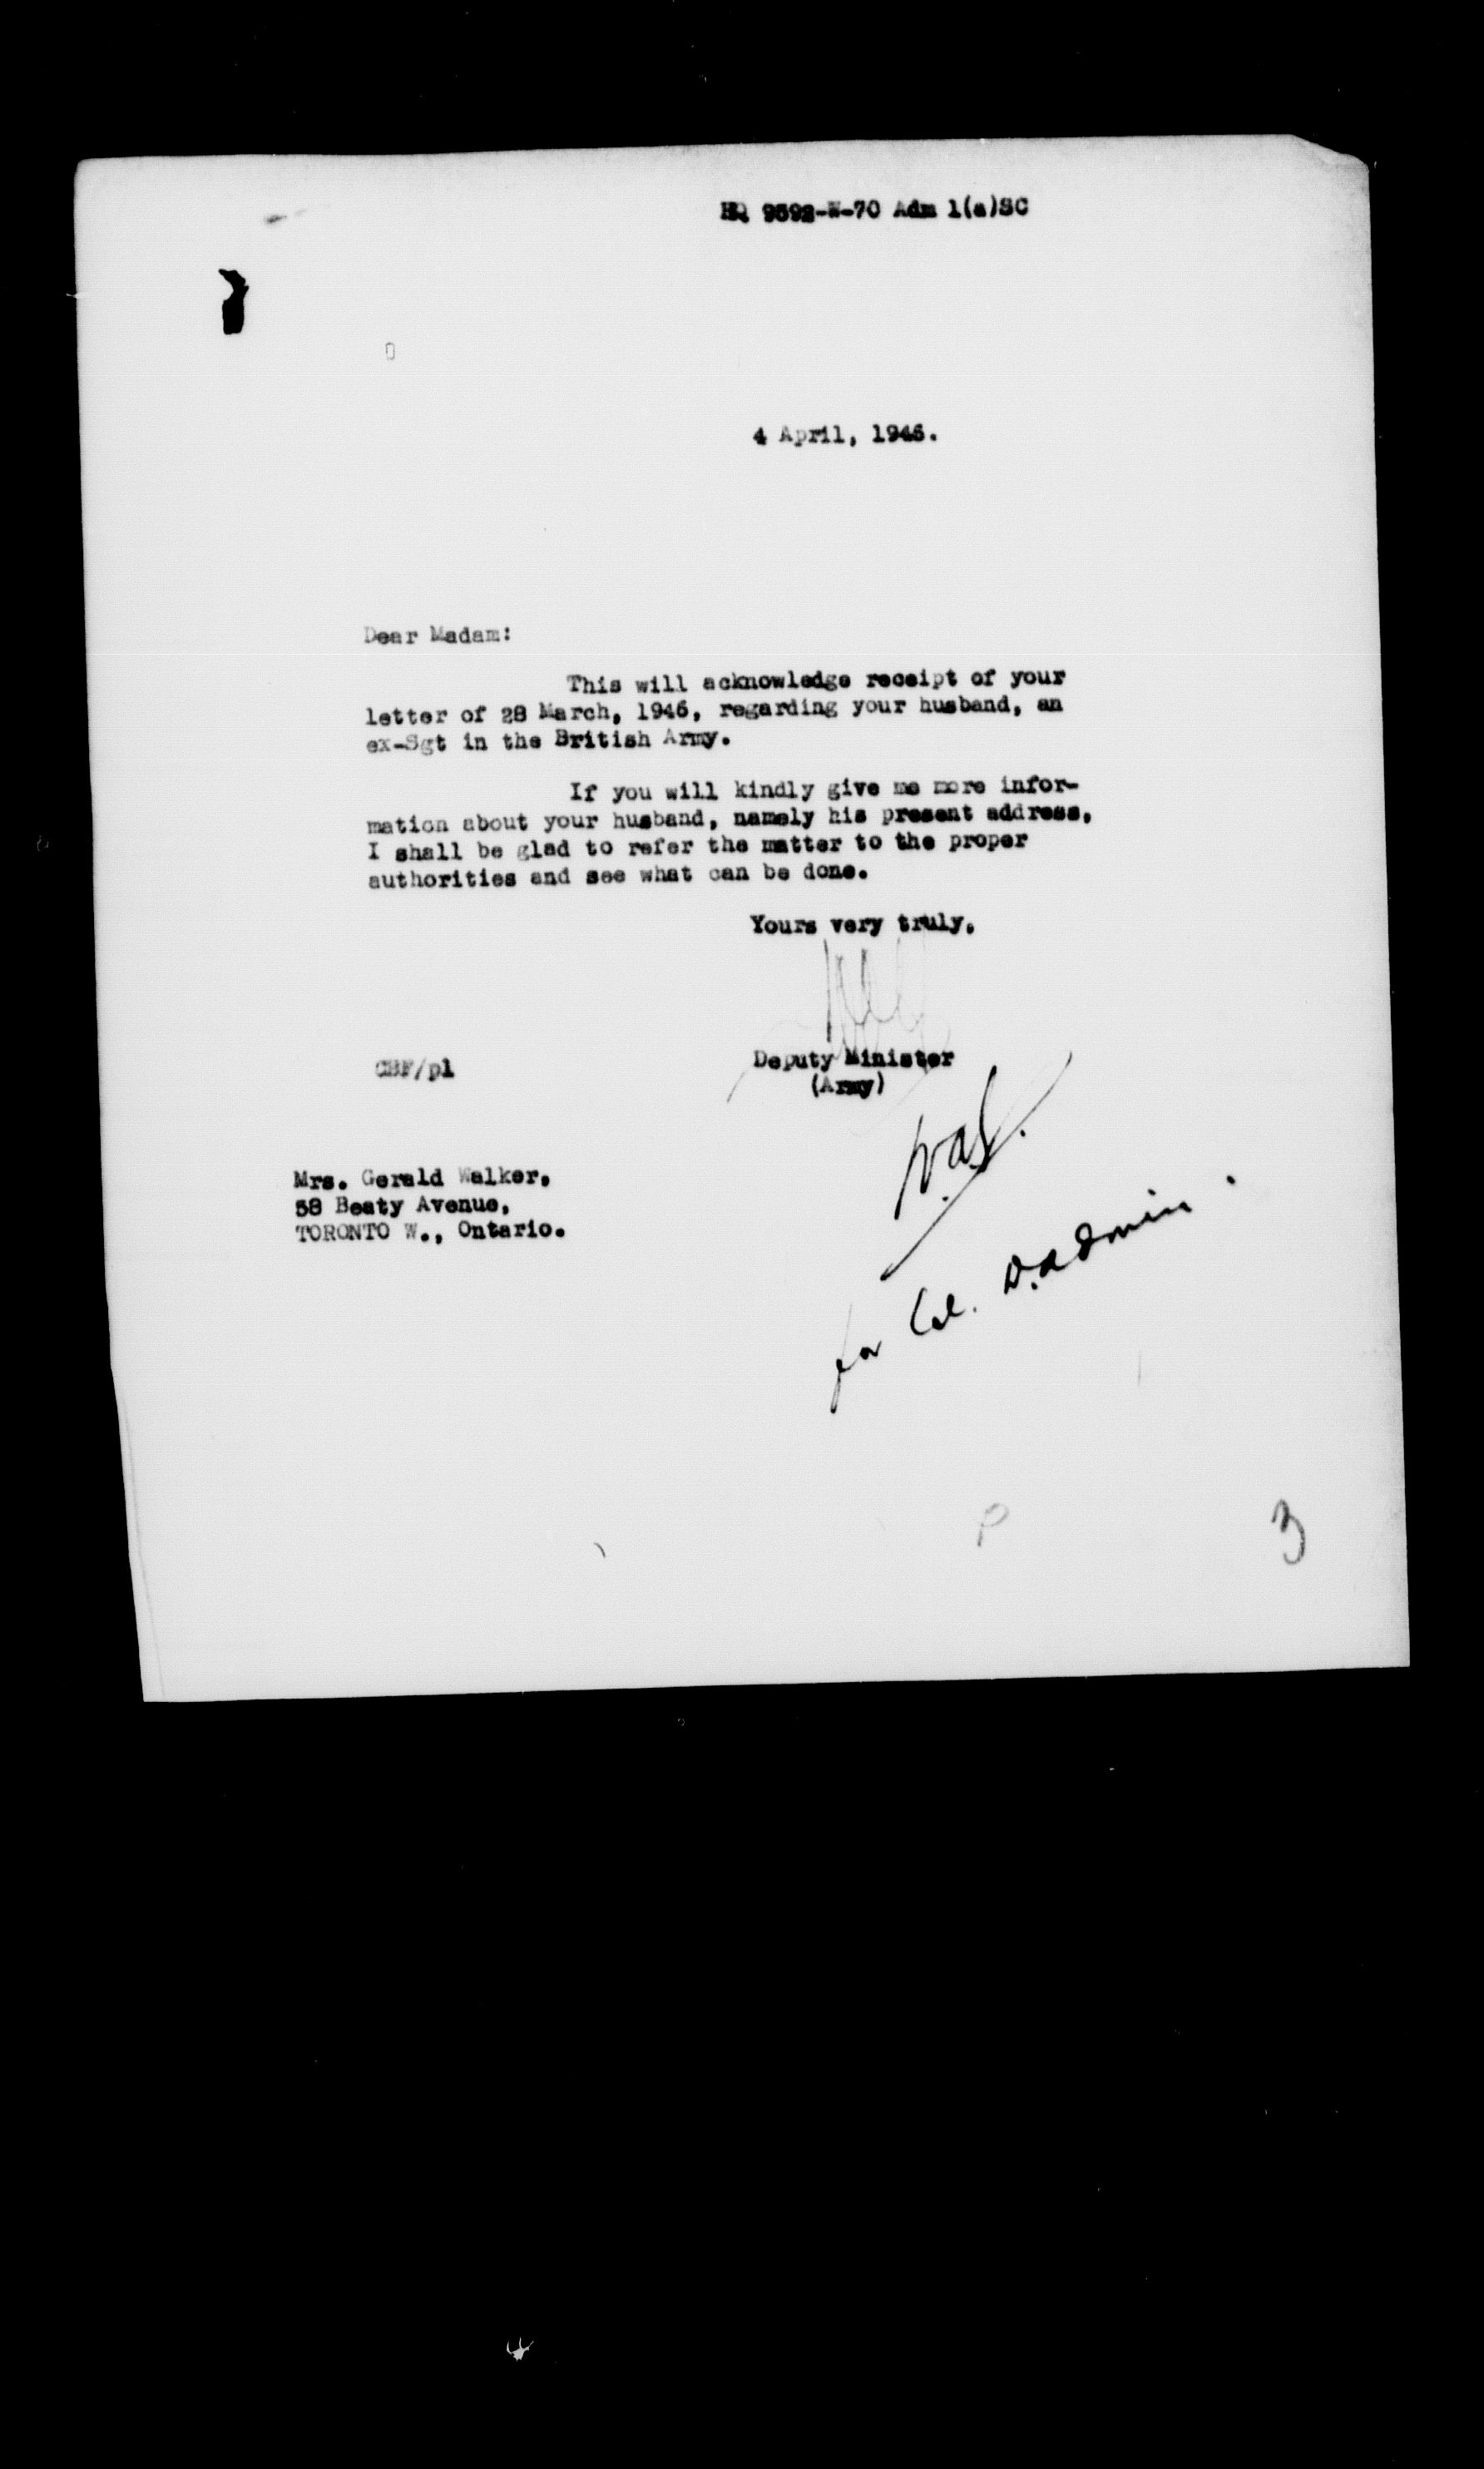 HQ 9592-W-70 Adm 1(a)SC
4 April, 1946.
Dear Madam:
This will acknowledge receipt of your
letter of 28 March, 1946, regarding your husband, an
ex-Sgt in the British Army.
If you will kindly give me more infor-
mation about your husband, namely his present address,
I shall be glad to refer the matter to the proper
authorities and see what can be done.
Yours very truly,
CBF/pl
Deputy Minister
(Army)
Mrs. Gerald Walker,
58 Beaty Avenue,
TORONTO W., Ontario.
for Col. D.Admin.
P
3